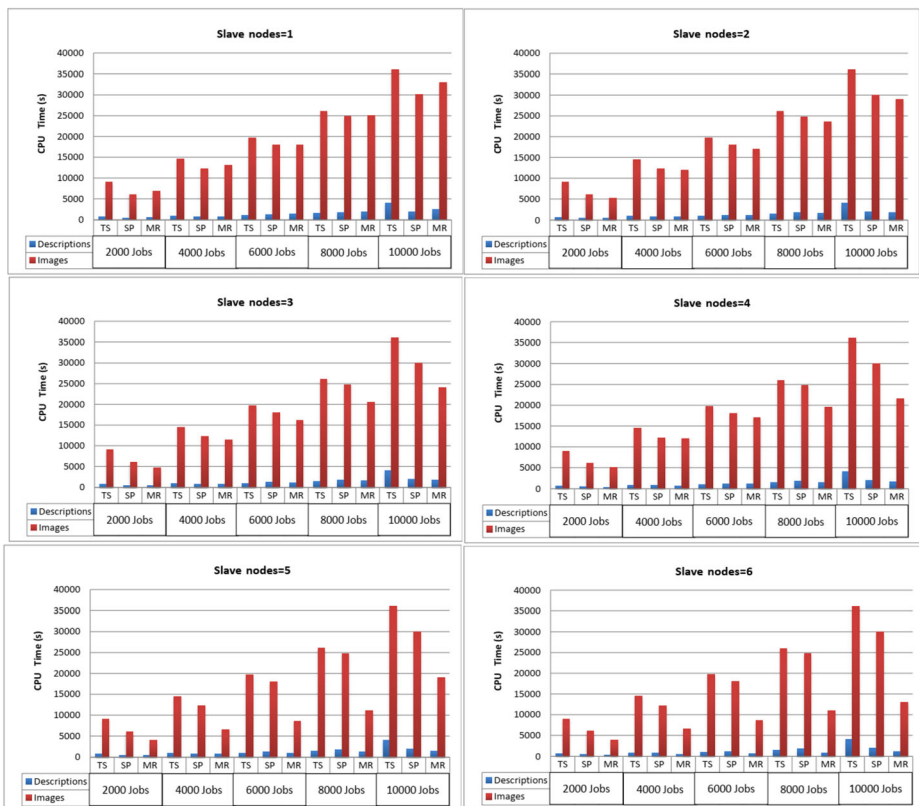 Slave nodes=1
CPU Time (s)
40000
35000
30000
25000
20000
15000
10000
5000
0
TS SP MR TS SP MR TS SP MR TS SP MR TS SP MR
Descriptions
Images
2000 Jobs 4000 Jobs 6000 Jobs 8000 Jobs 10000 Jobs
Slave nodes=2
CPU Time (s)
40000
35000
30000
25000
20000
15000
10000
5000
0
TS SP MR TS SP MR TS SP MR TS SP MR TS SP MR
Descriptions
Images
2000 Jobs 4000 Jobs 6000 Jobs 8000 Jobs 10000 Jobs
Slave nodes=3
CPU Time (s)
40000
35000
30000
25000
20000
15000
10000
5000
0
TS SP MR TS SP MR TS SP MR TS SP MR TS SP MR
Descriptions
Images
2000 Jobs 4000 Jobs 6000 Jobs 8000 Jobs 10000 Jobs
Slave nodes=4
CPU Time (s)
40000
35000
30000
25000
20000
15000
10000
5000
0
TS SP MR TS SP MR TS SP MR TS SP MR TS SP MR
Descriptions
Images
2000 Jobs 4000 Jobs 6000 Jobs 8000 Jobs 10000 Jobs
Slave nodes=5
CPU Time (s)
40000
35000
30000
25000
20000
15000
10000
5000
0
TS SP MR TS SP MR TS SP MR TS SP MR TS SP MR
Descriptions
Images
2000 Jobs 4000 Jobs 6000 Jobs 8000 Jobs 10000 Jobs
Slave nodes=6
CPU Time (s)
40000
35000
30000
25000
20000
15000
10000
5000
0
TS SP MR TS SP MR TS SP MR TS SP MR TS SP MR
Descriptions
Images
2000 Jobs 4000 Jobs 6000 Jobs 8000 Jobs 10000 Jobs